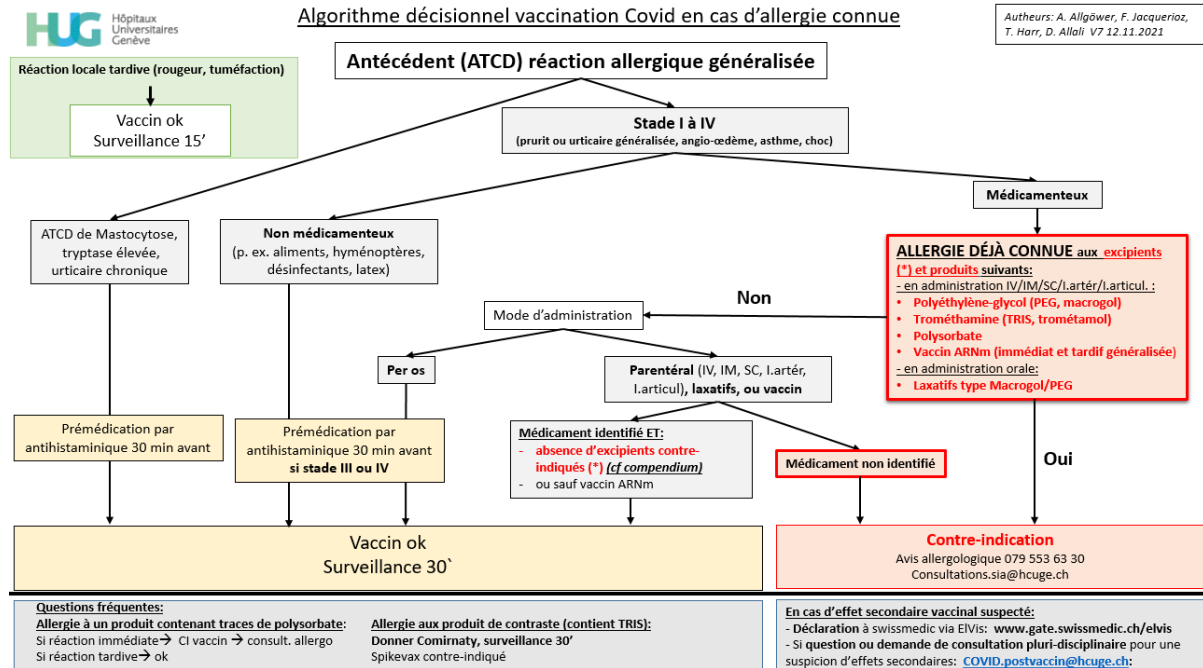 HUG Hôpitaux
Universitaires
Genève
Algorithme décisionnel vaccination Covid en cas d'allergie connue
Autheurs: A. Allgöwer, F. Jacquerioz,
T. Harr, D. Allali V7 12.11.2021
Réaction locale tardive (rougeur, tuméfaction)
Vaccin ok
Surveillance 15'
Antécédent (ATCD) réaction allergique généralisée
Stade I à IV
(prurit ou urticaire généralisée, angio-œdème, asthme, choc)
Médicamenteux
ATCD de Mastocytose,
tryptase élevée,
urticaire chronique
Non médicamenteux
(p. ex. aliments, hyménoptères,
désinfectants, latex)
ALLERGIE DÉJÀ CONNUE aux excipients
(*) et produits suivants:
- en administration IV/IM/SC/I.artér/I.articul. :
• Polyéthylène-glycol (PEG, macrogol)
• Trométhamine (TRIS, trométamol)
• Polysorbate
• Vaccin ARNm (immédiat et tardif généralisée)
- en administration orale:
• Laxatifs type Macrogol/PEG
Non
Mode d'administration
Per os
Parentéral (IV, IM, SC, I.artér,
I.articul), laxatifs, ou vaccin
Prémédication par
antihistaminique 30 min avant
Prémédication par
antihistaminique 30 min avant
si stade III ou IV
Médicament identifié ET:
- absence d'excipients contre-
indiqués (*) (cf compendium)
- ou sauf vaccin ARNm
Médicament non identifié
Oui
Vaccin ok
Surveillance 30`
Contre-indication
Avis allergologique 079 553 63 30
Consultations.sia@hcuge.ch
Questions fréquentes:
Allergie à un produit contenant traces de polysorbate:
Si réaction immédiate→ CI vaccin → consult. allergo
Si réaction tardive→ ok
Allergie aux produit de contraste (contient TRIS):
Donner Comirnaty, surveillance 30'
Spikevax contre-indiqué
En cas d'effet secondaire vaccinal suspecté:
- Déclaration à swissmedic via ElVis: www.gate.swissmedic.ch/elvis
- Si question ou demande de consultation pluri-disciplinaire pour une
suspicion d'effets secondaires: COVID.postvaccin@hcuge.ch: